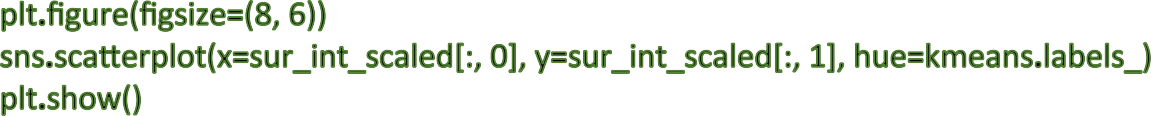 plt.figure(figsize=(8, 6))
sns.scatterplot(x=sur_int_scaled[:, 0], y=sur_int_scaled[:, 1], hue=kmeans.labels_)
plt.show()